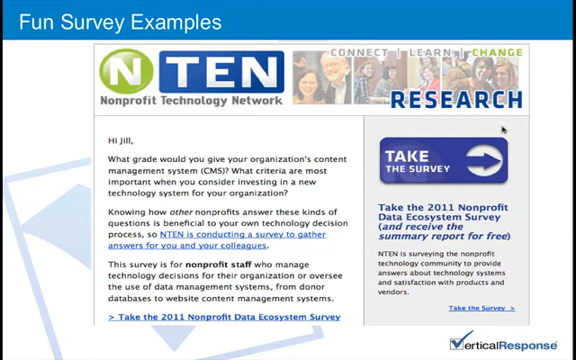 Fun Survey Examples
NTEN
Nonprofit Technology Network
CONNECT | LEARN | CHANGE
RESEARCH
Hi Jill,
What grade would you give your organization's content
management system (CMS)? What criteria are most
important when you consider investing in a new
technology system for your organization?
Knowing how other nonprofits answer these kinds of
questions is beneficial to your own technology decision
process, so NTEN is conducting a survey to gather
answers for you and your colleagues.
This survey is for nonprofit staff who manage
technology decisions for their organization or oversee
the use of data management systems, from donor
databases to website content management systems.
> Take the 2011 Nonprofit Data Ecosystem Survey
TAKE
THE SURVEY
Take the 2011 Nonprofit
Data Ecosystem Survey
(and receive the
summary report for free)
NTEN is surveying the nonprofit
technology community to provide
answers about technology systems
and satisfaction with products and
vendors.
Take the Survey >
VerticalResponse